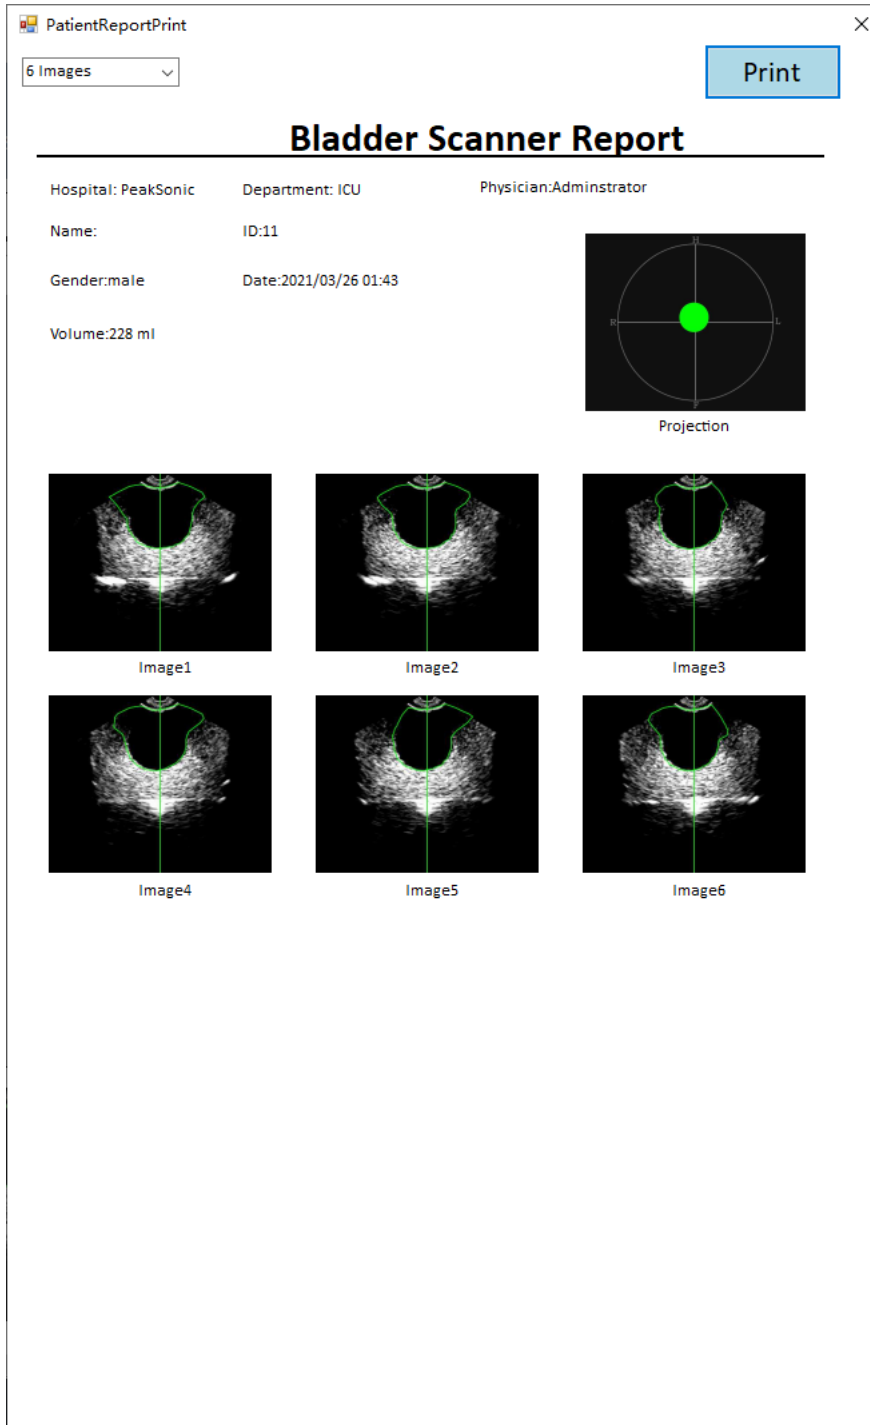 PatientReportPrint
6 Images
Print
Bladder Scanner Report
Hospital: PeakSonic Department: ICU Physician:Adminstrator
Name: ID:11
Gender:male Date:2021/03/26 01:43
Volume:228 ml
H
R L
F
Projection
Image1 Image2 Image3
Image4 Image5 Image6